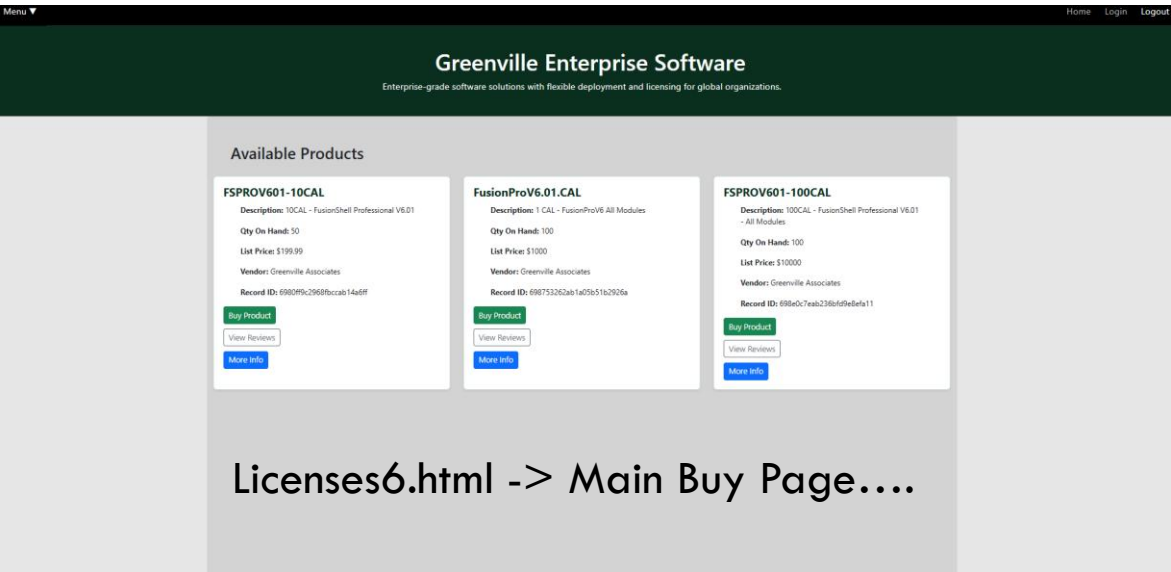 Menu ▼ Home Login Logout
Greenville Enterprise Software
Enterprise-grade software solutions with flexible deployment and licensing for global organizations.
Available Products
FSPROV601-10CAL
Description: 10CAL - FusionShell Professional V6.01
Qty On Hand: 50
List Price: $199.99
Vendor: Greenville Associates
Record ID: 6980ff9c2968fbccab14a6ff
Buy Product
View Reviews
More Info
FusionProV6.01.CAL
Description: 1 CAL - FusionProV6 All Modules
Qty On Hand: 100
List Price: $1000
Vendor: Greenville Associates
Record ID: 698753262ab1a05b51b2926a
Buy Product
View Reviews
More Info
FSPROV601-100CAL
Description: 100CAL - FusionShell Professional V6.01
- All Modules
Qty On Hand: 100
List Price: $10000
Vendor: Greenville Associates
Record ID: 698e0c7eab236bfd9e8efa11
Buy Product
View Reviews
More Info
Licenses6.html -> Main Buy Page....